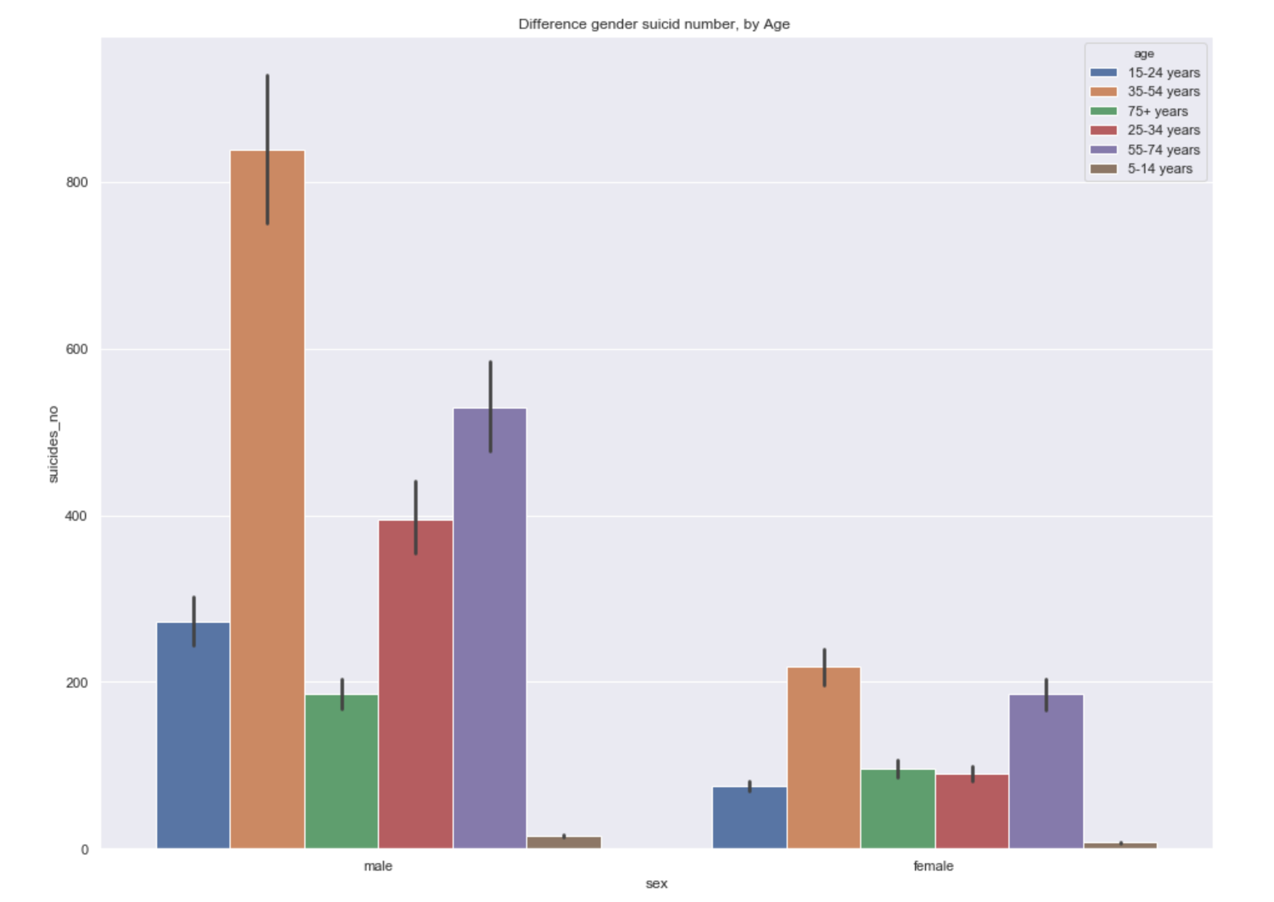 Difference gender suicid number, by Age
age
15-24 years
35-54 years
75+ years
25-34 years
55-74 years
5-14 years
800
600
400
200
0
suicides_no
male
female
sex